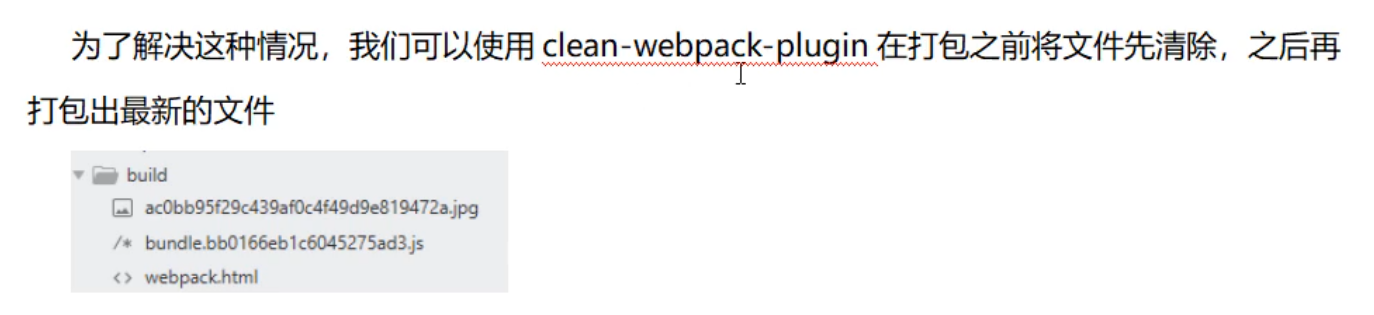 为了解决这种情况，我们可以使用 clean-webpack-plugin 在打包之前将文件先清除，之后再
打包出最新的文件
build
ac0bb95f29c439af0c4f49d9e819472a.jpg
/* bundle.bb0166eb1c6045275ad3.js
<> webpack.html